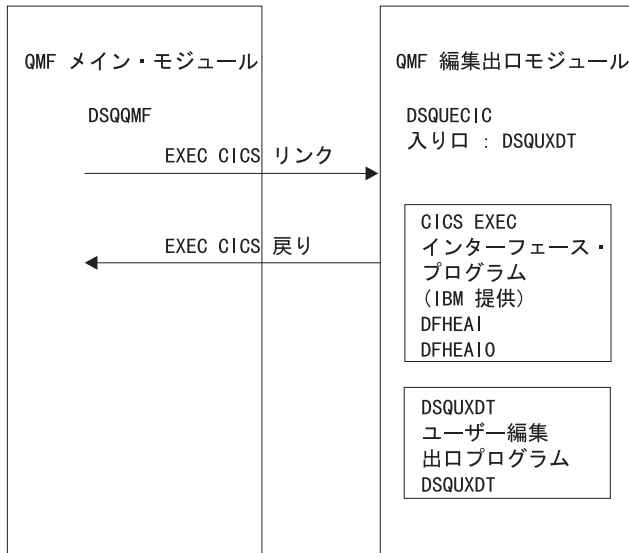 QMF メイン・モジュール
DSQQMF
EXEC CICS リンク
EXEC CICS 戻り
QMF 編集出口モジュール
DSQUECIC
入り口 : DSQUXDT
CICS EXEC
インターフェース・
プログラム
(IBM 提供)
DFHEAI
DFHEAI0
DSQUXDT
ユーザー編集
出口プログラム
DSQUXDT